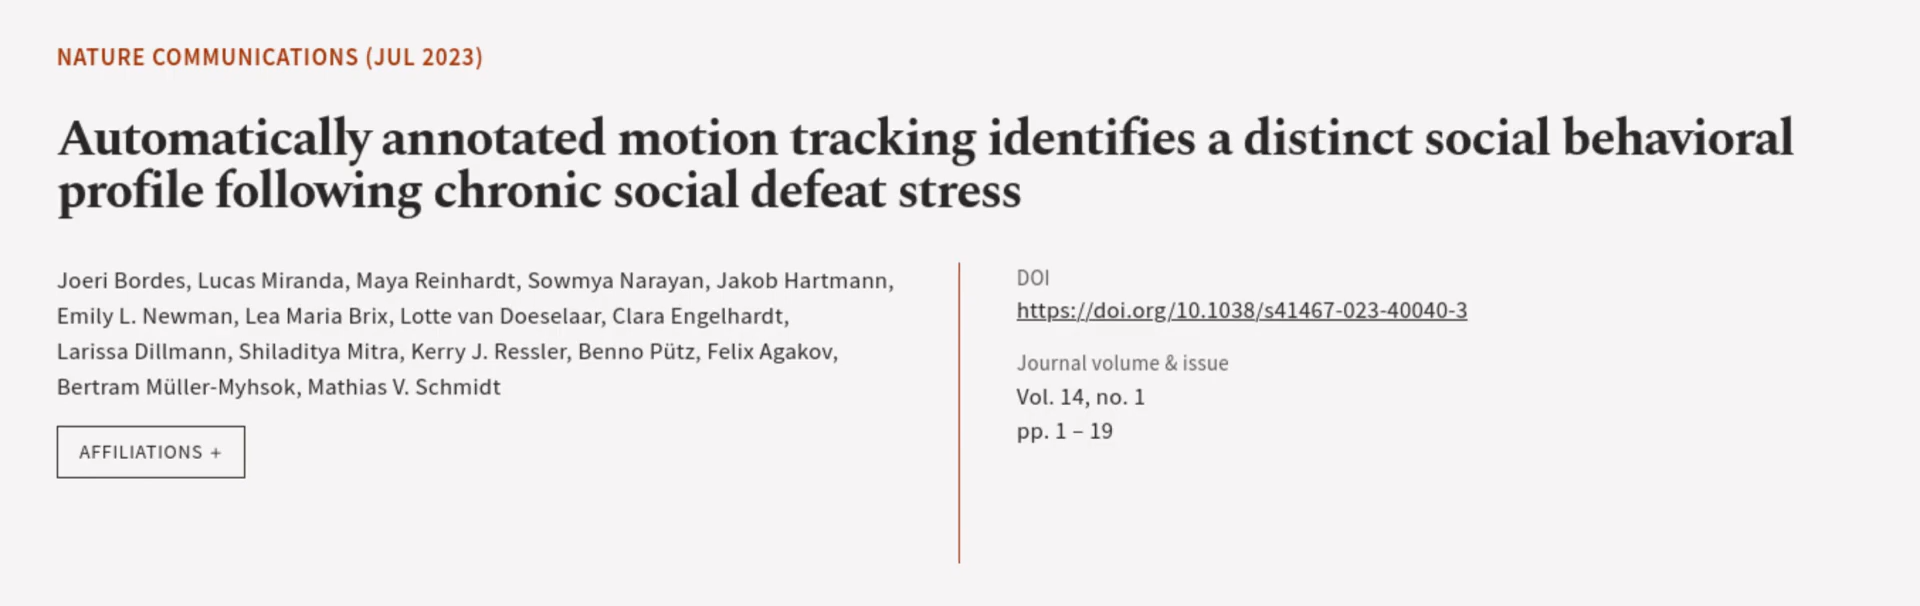 NATURE COMMUNICATIONS (JUL 2023)
Automatically annotated motion tracking identifies a distinct social behavioral
profile following chronic social defeat stress
Joeri Bordes, Lucas Miranda, Maya Reinhardt, Sowmya Narayan, Jakob Hartmann,
Emily L. Newman, Lea Maria Brix, Lotte van Doeselaar, Clara Engelhardt,
Larissa Dillmann, Shiladitya Mitra, Kerry J. Ressler, Benno Pütz, Felix Agakov,
Bertram Müller-Myhsok, Mathias V. Schmidt
AFFILIATIONS +
DOI
https://doi.org/10.1038/s41467-023-40040-3
Journal volume & issue
Vol. 14, no. 1
pp. 1 – 19